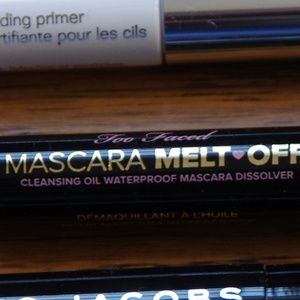 ding primer
rtifiante pour les cils
Too Faced
MASCARA MELT♥OFF
CLEANSING OIL WATERPROOF MASCARA DISSOLVER
DÉMAQUILLANT À L'HUILE
JACOBS